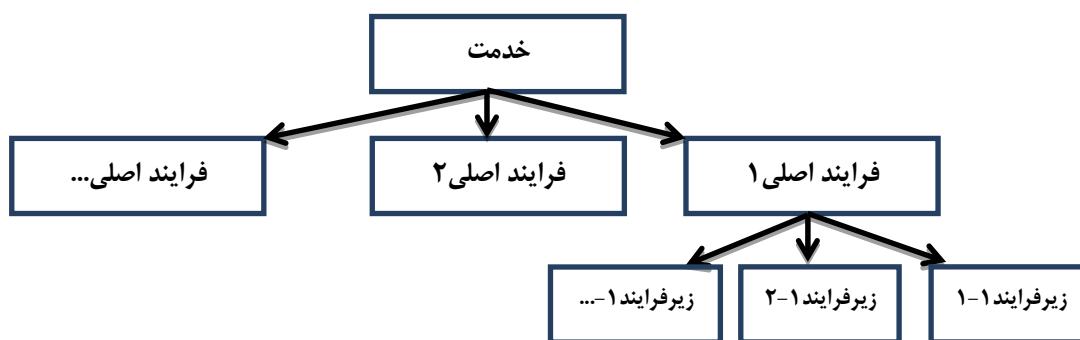 خدمت
فرایند اصلی۱
فرایند اصلی۲
فرایند اصلی...
زیرفرایند۱-۱
زیرفرایند۱-۲
زیرفرایند۱-...